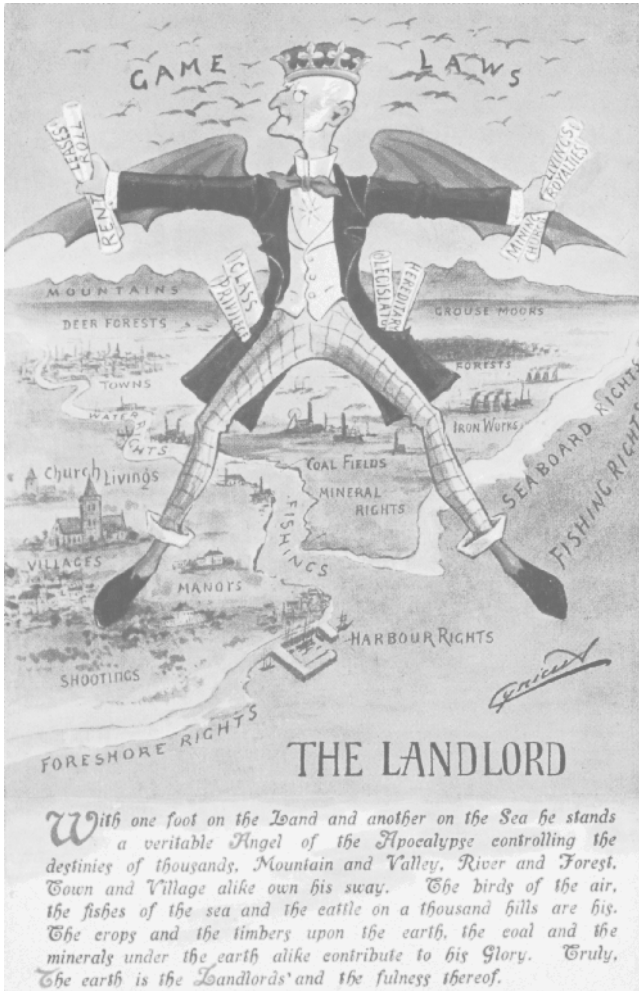 GAME LAWS
LEASES
RENT ROLL
LIVINGS
ROYALTIES
MINING
CLASS
PRIVILE
HEREDITARY
LEGISLATO
MOUNTAINS
DEER FORESTS
GROUSE MOORS
TOWNS
FORESTS
WATER RIGHTS
IRON WORKS
SEABOARD RIGHTS
FISHING RIGH
Church Livings
COAL FIELDS
MINERAL
RIGHTS
FISHINGS
VILLAGES
MANORS
HARBOUR RIGHTS
SHOOTINGS
Cynicus
FORESHORE RIGHTS
THE LANDLORD
With one foot on the Land and another on the Sea he stands
a veritable Angel of the Apocalypse controlling the
destinies of thousands. Mountain and Valley, River and Forest,
Town and Village alike own his sway. The birds of the air,
the fishes of the sea and the cattle on a thousand hills are his.
The crops and the timbers upon the earth, the coal and the
minerals under the earth alike contribute to his Glory. Truly,
The earth is the Landlords' and the fulness thereof.